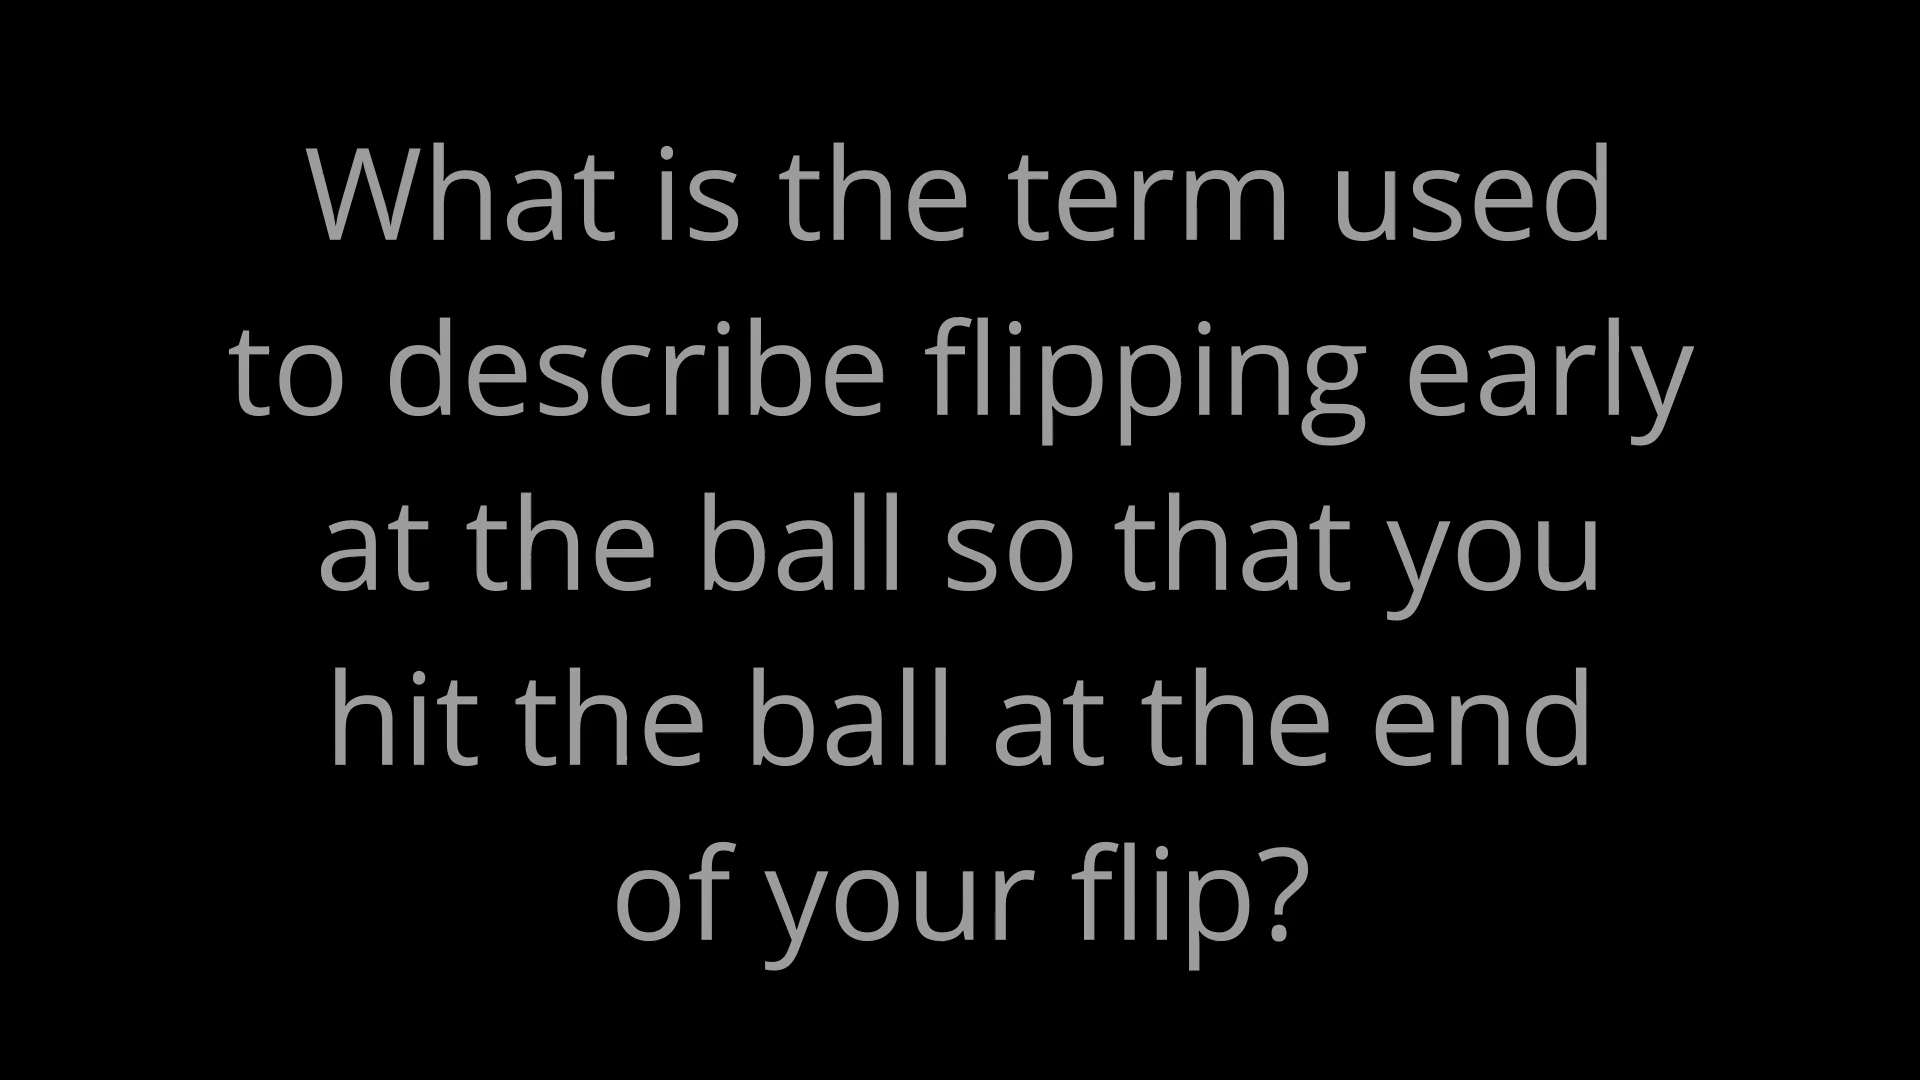 What is the term used
to describe flipping early
at the ball so that you
hit the ball at the end
of your flip?